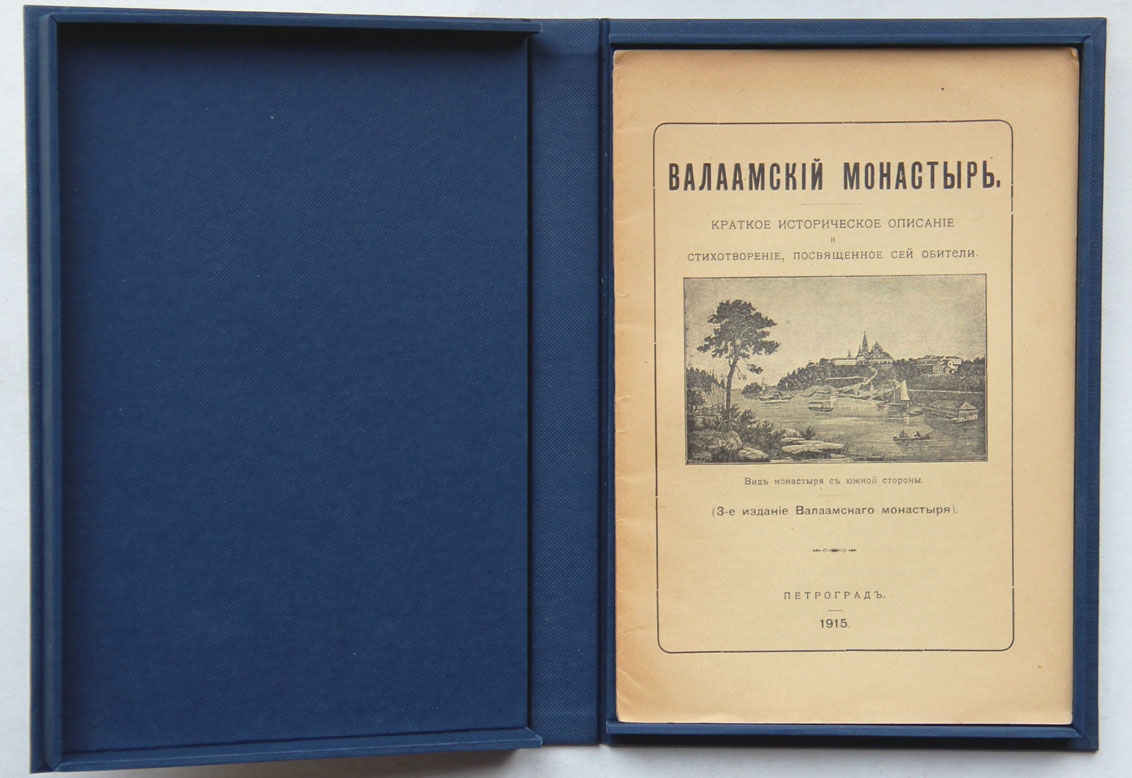 ВАЛААМСКІЙ МОНАСТЫРЬ.
КРАТКОЕ ИСТОРИЧЕСКОЕ ОПИСАНІЕ
и
СТИХОТВОРЕНІЕ, ПОСВЯЩЕННОЕ СЕЙ ОБИТЕЛИ.
Видъ монастыря съ южной стороны.
(3-е изданіе Валаамскаго монастыря).
ПЕТРОГРАДЪ.
1915.